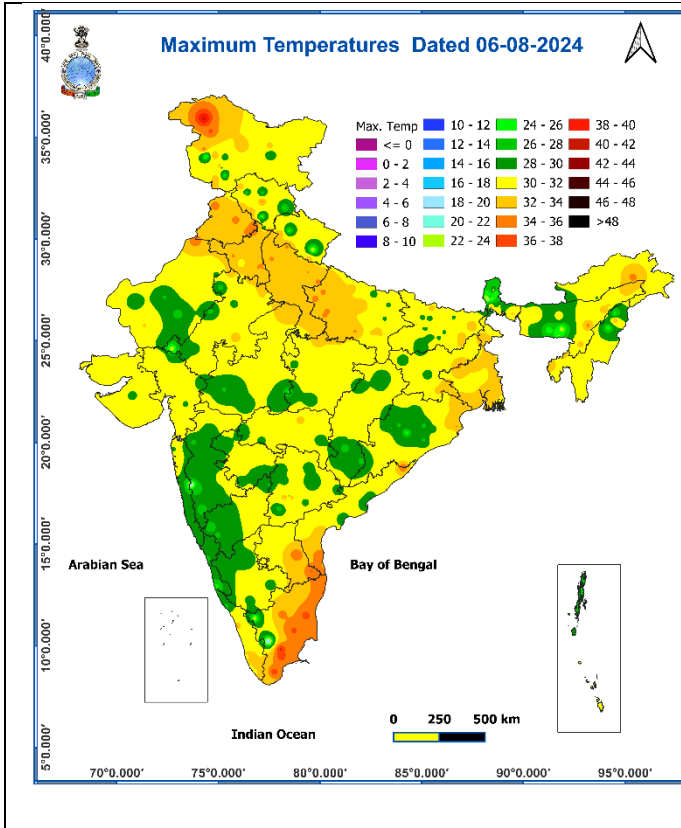 Maximum Temperatures Dated 06-08-2024
Max. Temp
<= 0
0 - 2
2 - 4
4 - 6
6 - 8
8 - 10
10 - 12
12 - 14
14 - 16
16 - 18
18 - 20
20 - 22
22 - 24
24 - 26
26 - 28
28 - 30
30 - 32
32 - 34
34 - 36
36 - 38
38 - 40
40 - 42
42 - 44
44 - 46
46 - 48
>48
40°0.000'
35°0.000'
30°0.000'
25°0.000'
20°0.000'
15°0.000'
10°0.000'
5°0.000'
Arabian Sea
Bay of Bengal
Indian Ocean
0 250 500 km
70°0.000' 75°0.000' 80°0.000' 85°0.000' 90°0.000' 95°0.000'